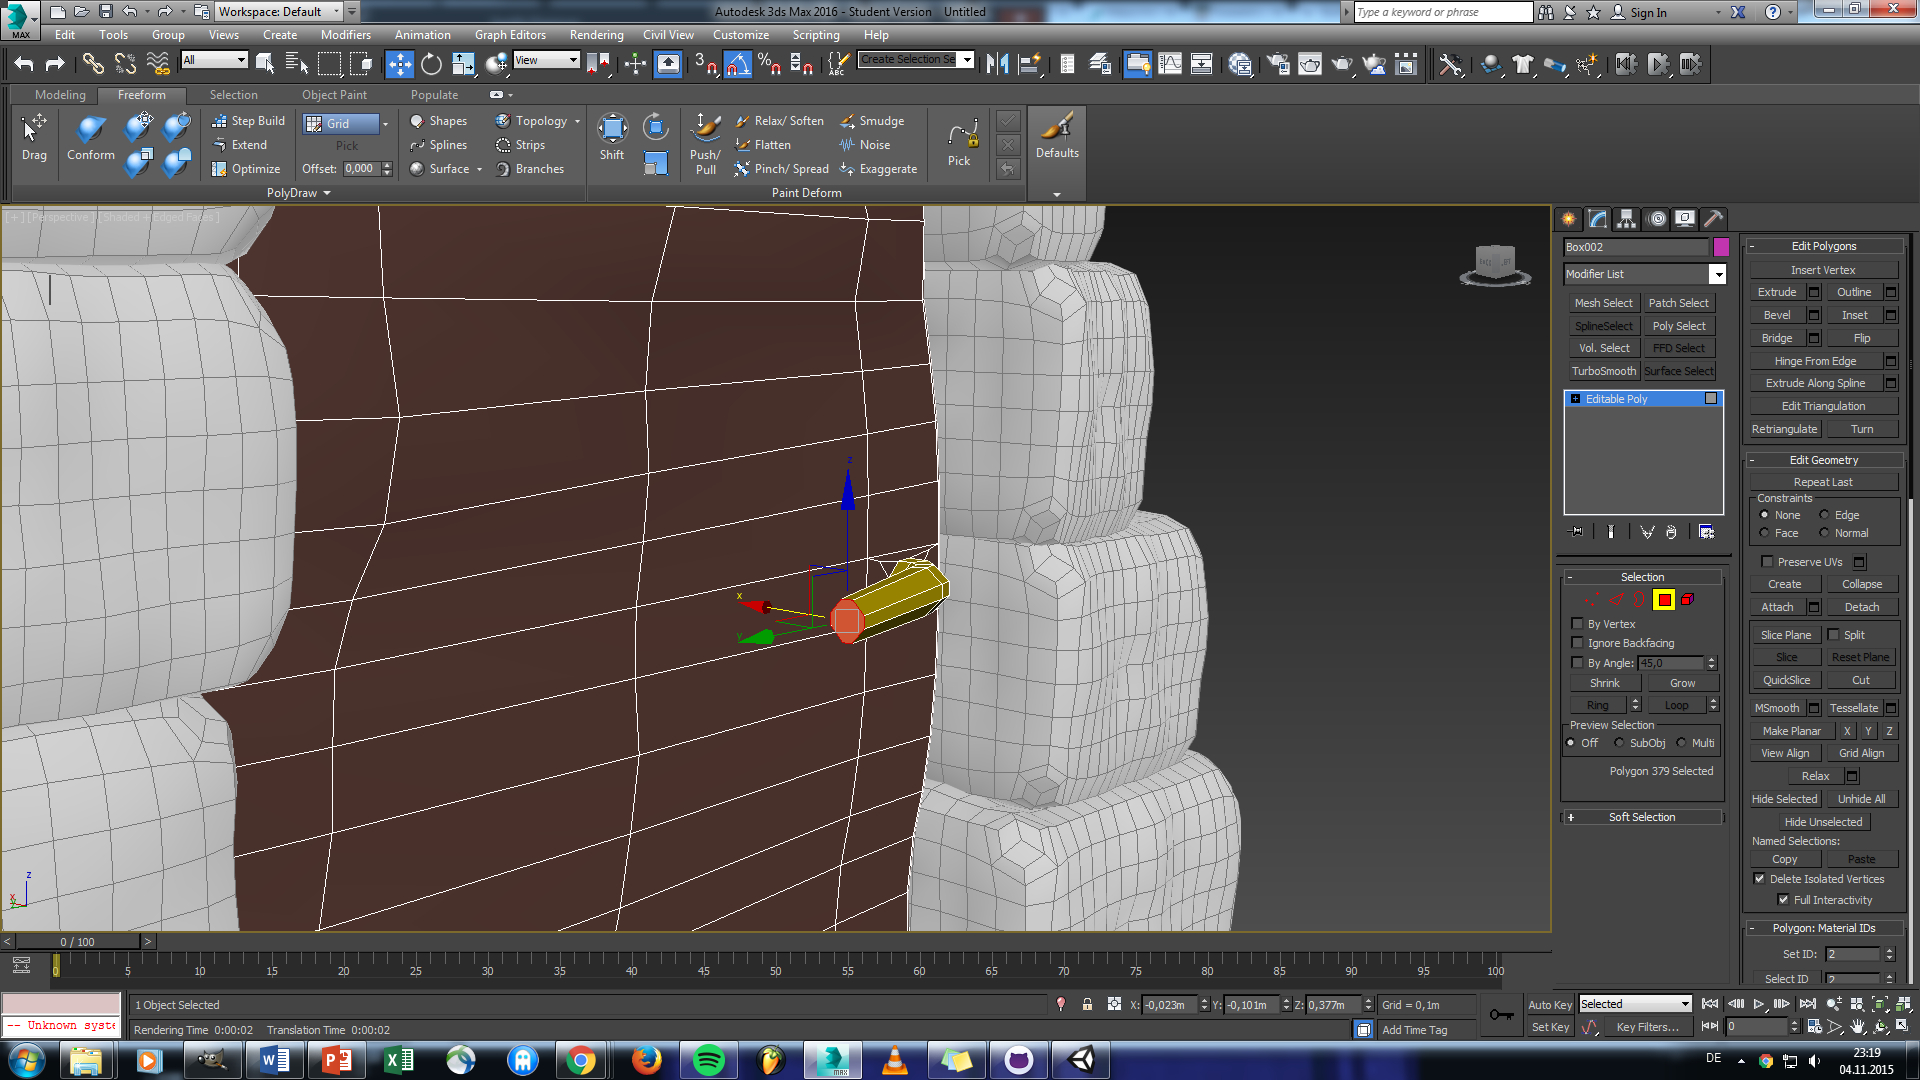 Workspace: Default
Autodesk 3ds Max 2016 - Student Version    Untitled
Type a keyword or phrase
Sign In
MAX
Edit Tools Group Views Create Modifiers Animation Graph Editors Rendering Civil View Customize Scripting Help
All
View
3
ABC
Create Selection Se
Modeling Freeform Selection Object Paint Populate
Drag
Conform
Step Build
Extend
Optimize
Grid
Pick
Offset: 0,000
Shapes
Splines
Surface
Topology
Strips
Branches
Shift
Push/
Pull
Relax/ Soften
Flatten
Pinch/ Spread
Smudge
Noise
Exaggerate
Pick
Defaults
PolyDraw
Paint Deform
[+] [Perspective] [Shaded + Edged Faces]
z
x
y
z
x
Box002
Modifier List
Mesh Select Patch Select
SplineSelect Poly Select
Vol. Select FFD Select
TurboSmooth Surface Select
Editable Poly
- Selection
By Vertex
Ignore Backfacing
By Angle: 45,0
Shrink Grow
Ring Loop
Preview Selection
Off SubObj Multi
Polygon 379 Selected
+ Soft Selection
- Edit Polygons
Insert Vertex
Extrude Outline
Bevel Inset
Bridge Flip
Hinge From Edge
Extrude Along Spline
Edit Triangulation
Retriangulate Turn
- Edit Geometry
Repeat Last
Constraints
None Edge
Face Normal
Preserve UVs
Create Collapse
Attach Detach
Slice Plane Split
Slice Reset Plane
QuickSlice Cut
MSmooth Tessellate
Make Planar X Y Z
View Align Grid Align
Relax
Hide Selected Unhide All
Hide Unselected
Named Selections:
Copy Paste
Delete Isolated Vertices
Full Interactivity
- Polygon: Material IDs
Set ID: 2
Select ID 2
< 0 / 100 >
0 5 10 15 20 25 30 35 40 45 50 55 60 65 70 75 80 85 90 95 100
1 Object Selected
X: -0,023m Y: -0,101m Z: 0,377m Grid = 0,1m
Auto Key Selected
-- Unknown syste
Rendering Time 0:00:02 Translation Time 0:00:02
Add Time Tag
Set Key Key Filters... 0
DE
23:19
04.11.2015